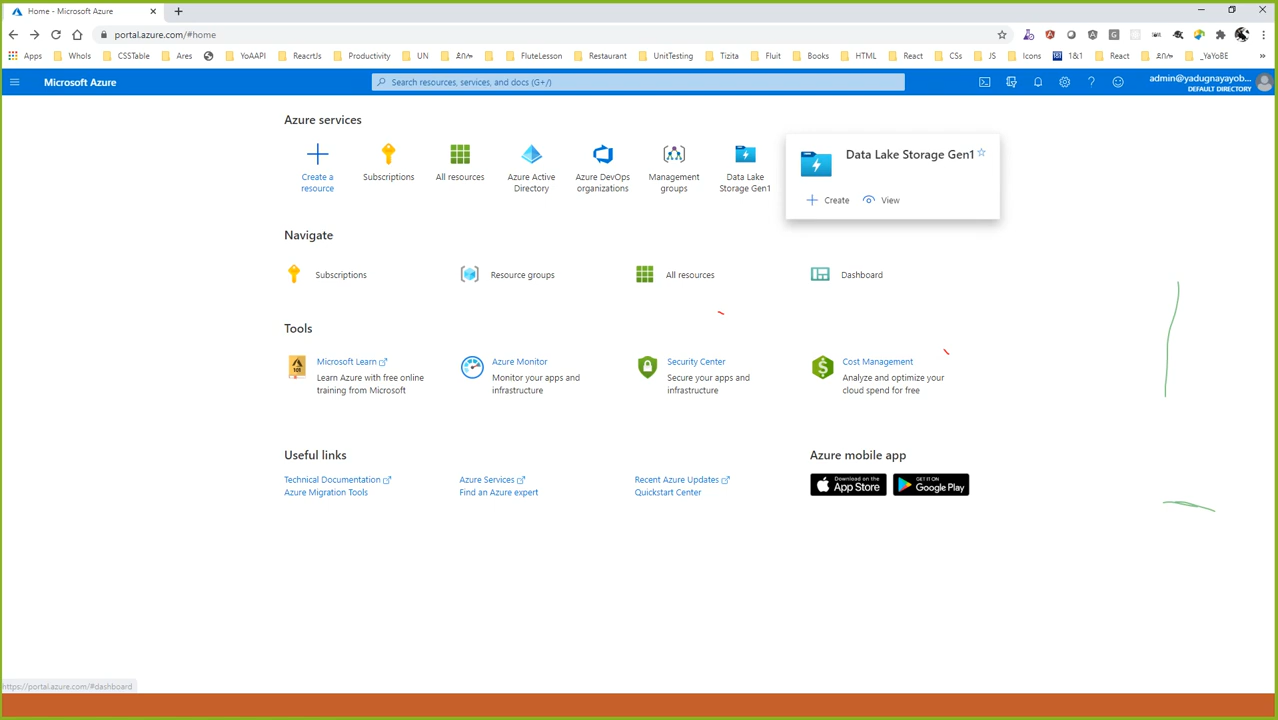 Home - Microsoft Azure
portal.azure.com/#home
Apps WhoIs CSSTable Ares YoAAPI ReactJs Productivity UN FluteLesson Restaurant UnitTesting Tizita Fluit Books HTML React CSs JS Icons 1&1 React _YaYoBE
Microsoft Azure
Search resources, services, and docs (G+/)
admin@yadugnayayob...
DEFAULT DIRECTORY
Azure services
Create a resource
Subscriptions
All resources
Azure Active Directory
Azure DevOps organizations
Management groups
Data Lake Storage Gen1
Data Lake Storage Gen1
Create View
Navigate
Subscriptions Resource groups All resources Dashboard
Tools
Microsoft Learn
Learn Azure with free online
training from Microsoft
Azure Monitor
Monitor your apps and
infrastructure
Security Center
Secure your apps and
infrastructure
Cost Management
Analyze and optimize your
cloud spend for free
Useful links
Technical Documentation Azure Services Recent Azure Updates
Azure Migration Tools Find an Azure expert Quickstart Center
Azure mobile app
Download on the
App Store
GET IT ON
Google Play
https://portal.azure.com/#dashboard